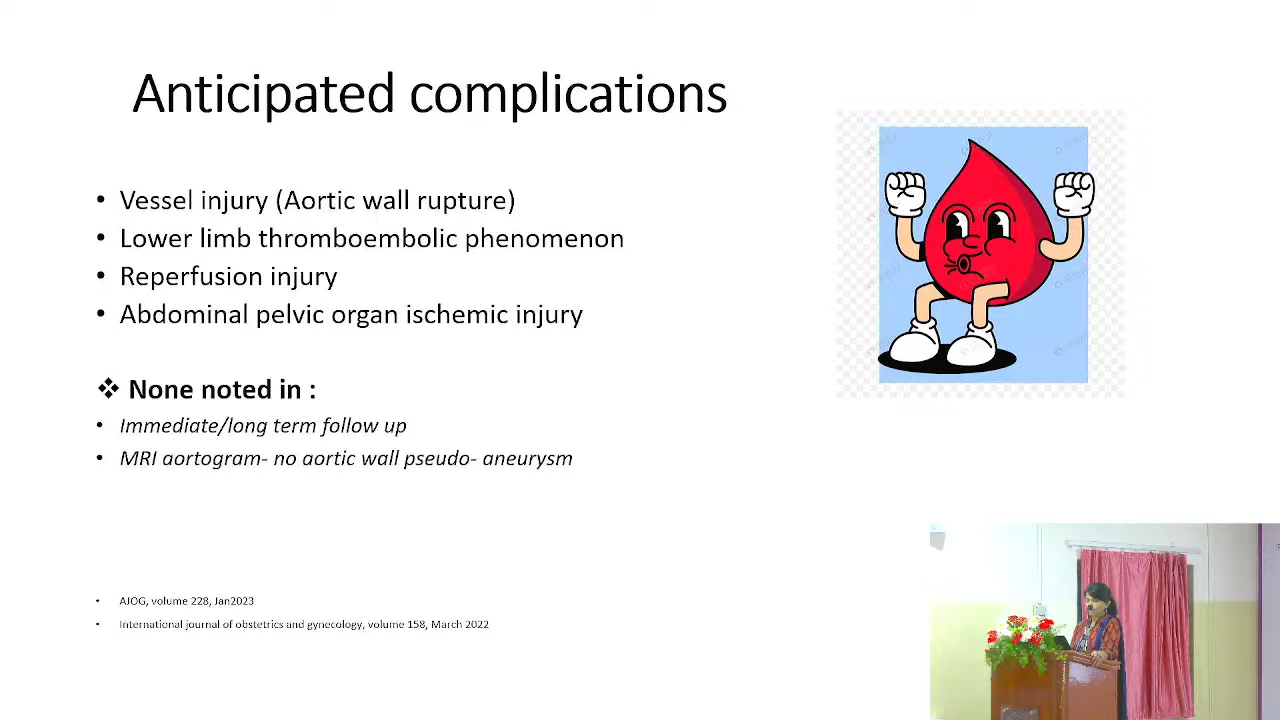 Anticipated complications
• Vessel injury (Aortic wall rupture)
• Lower limb thromboembolic phenomenon
• Reperfusion injury
• Abdominal pelvic organ ischemic injury
❖ None noted in :
• Immediate/long term follow up
• MRI aortogram- no aortic wall pseudo- aneurysm
• AJOG, volume 228, Jan2023
• International journal of obstetrics and gynecology, volume 158, March 2022